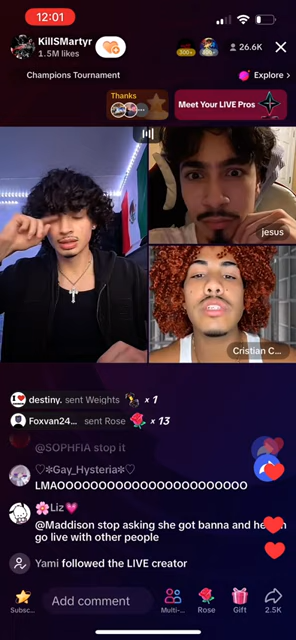 12:01
KillSMartyr
1.5M likes
500+
26.6K
Champions Tournament
Explore >
Thanks
Meet Your LIVE Pros
jesus
Cristian C...
destiny. sent Weights x 1
Foxvan24... sent Rose x 13
@SOPHFIA stop it
♡✼Gay_Hysteria✼♡
LMAOOOOOOOOOOOOOOOOOOOOOOO
🌸Liz💗
@Maddison stop asking she got banna and
go live with other people
Yami followed the LIVE creator
Subsc...
Add comment
Multi-...
Rose
Gift
2.5K